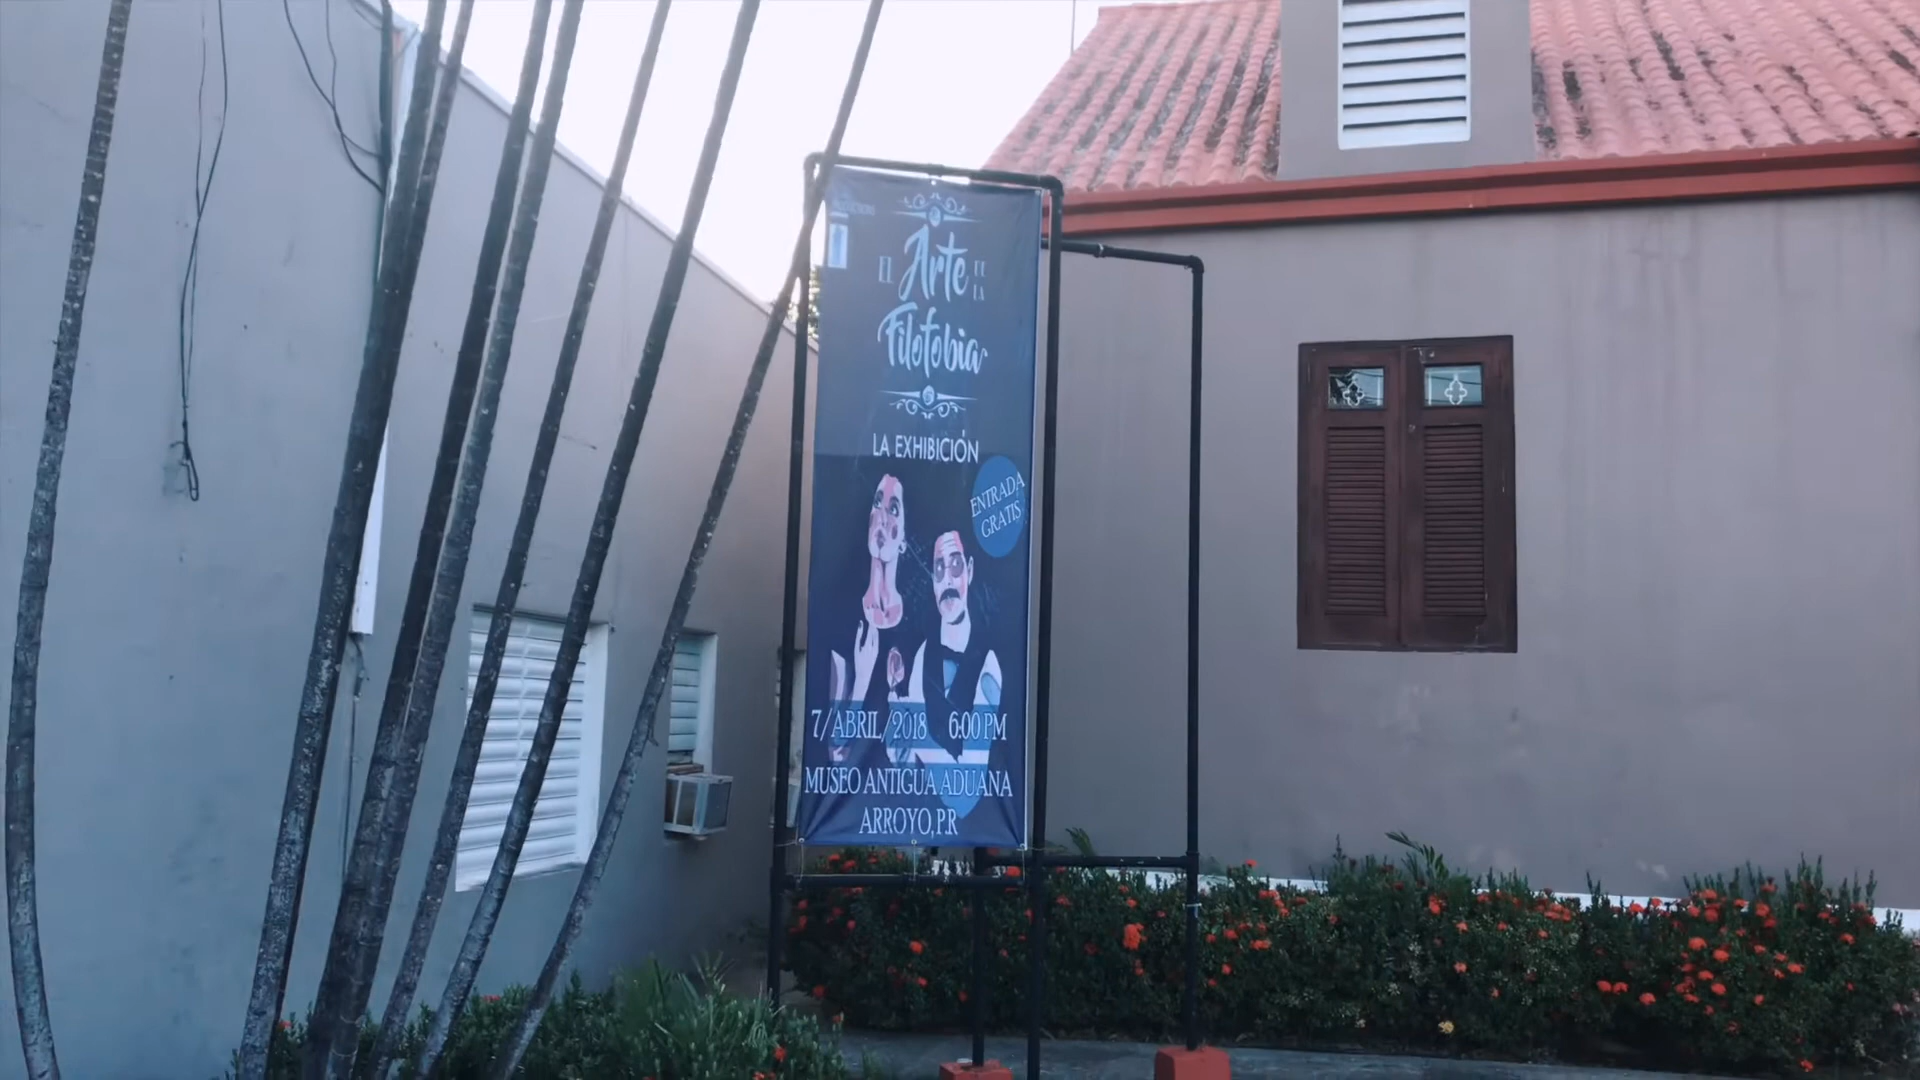 EL Arte DE LA
Filofobia
LA EXHIBICIÓN
ENTRADA
GRATIS
7/ABRIL/2018 6:00 PM
MUSEO ANTIGUA ADUANA
ARROYO, P.R